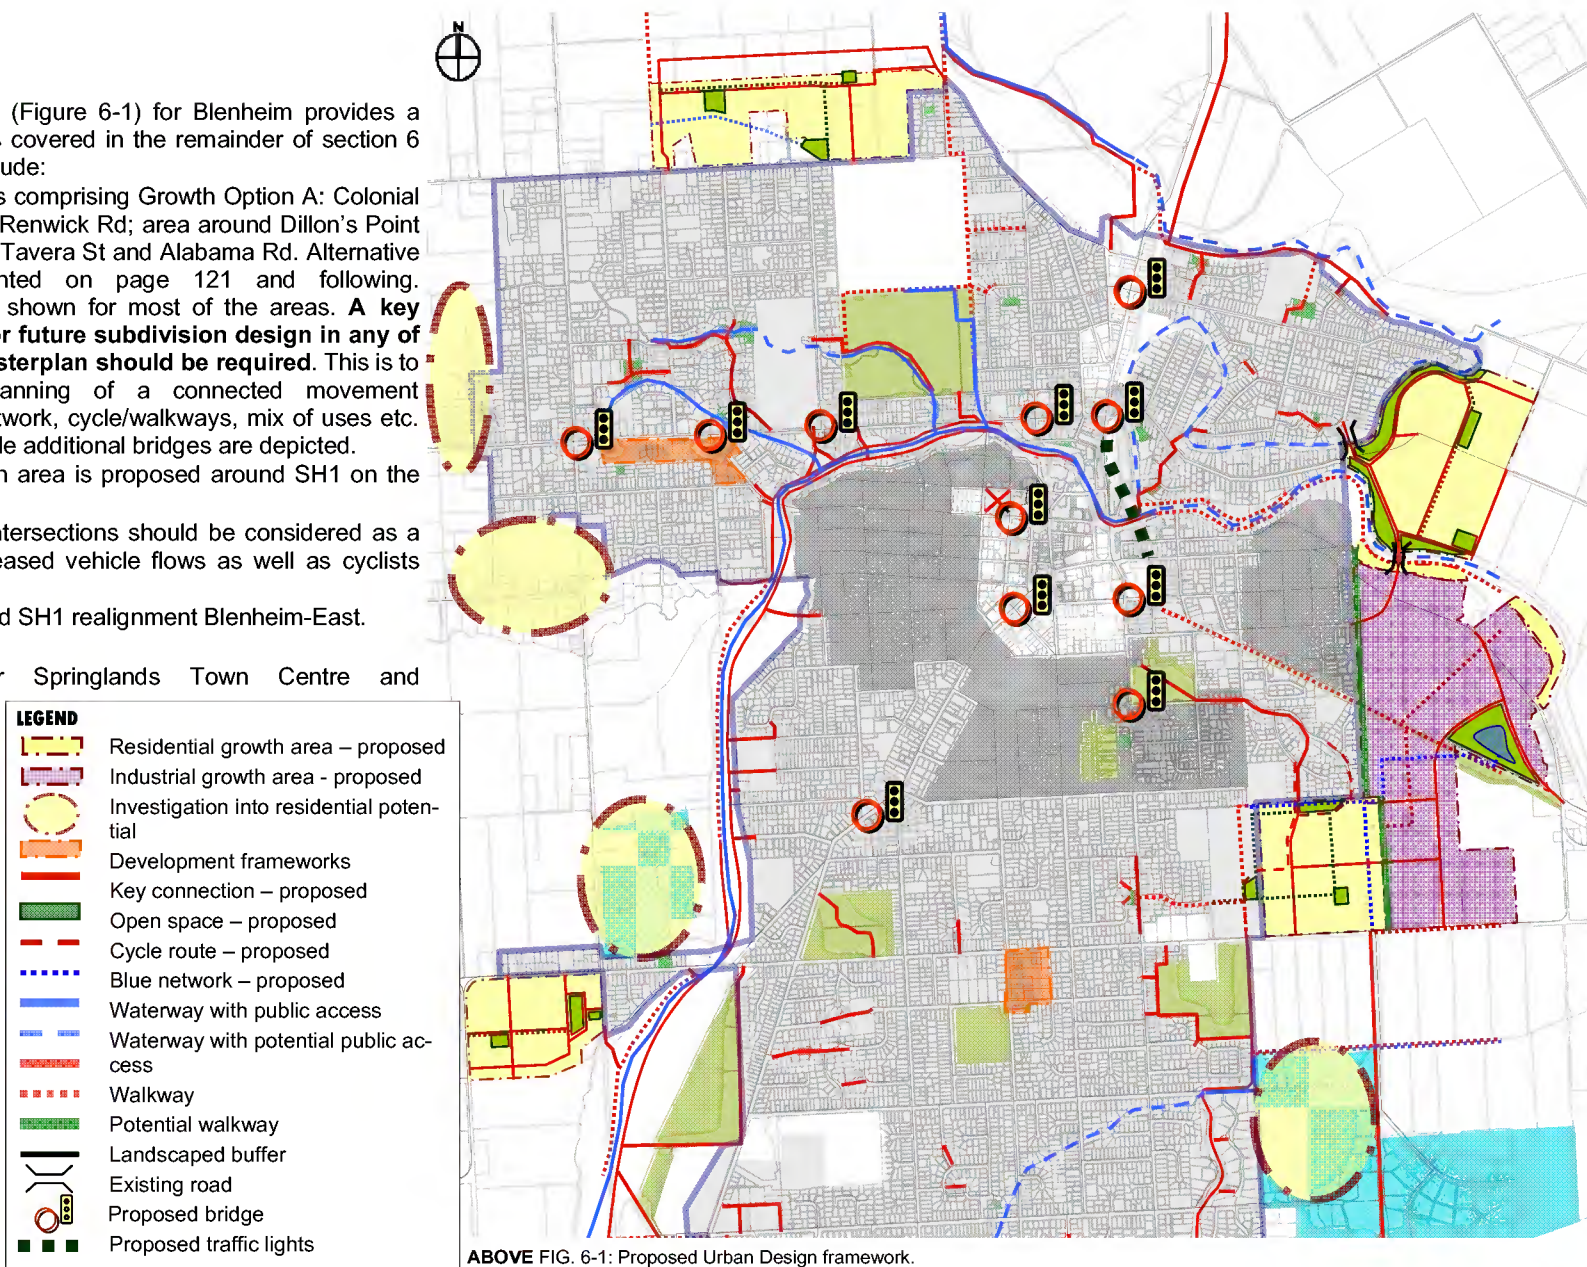 N
(Figure 6-1) for Blenheim provides a
covered in the remainder of section 6
ude:
s comprising Growth Option A: Colonial
Renwick Rd; area around Dillon's Point
Tavera St and Alabama Rd. Alternative
nted on page 121 and following.
shown for most of the areas. A key
or future subdivision design in any of
sterplan should be required. This is to
anning of a connected movement
twork, cycle/walkways, mix of uses etc.
le additional bridges are depicted.
n area is proposed around SH1 on the
ntersections should be considered as a
eased vehicle flows as well as cyclists
d SH1 realignment Blenheim-East.
r Springlands Town Centre and
LEGEND
Residential growth area – proposed
Industrial growth area - proposed
Investigation into residential poten-
tial
Development frameworks
Key connection – proposed
Open space – proposed
Cycle route – proposed
Blue network – proposed
Waterway with public access
Waterway with potential public ac-
cess
Walkway
Potential walkway
Landscaped buffer
Existing road
Proposed bridge
Proposed traffic lights
ABOVE FIG. 6-1: Proposed Urban Design framework.